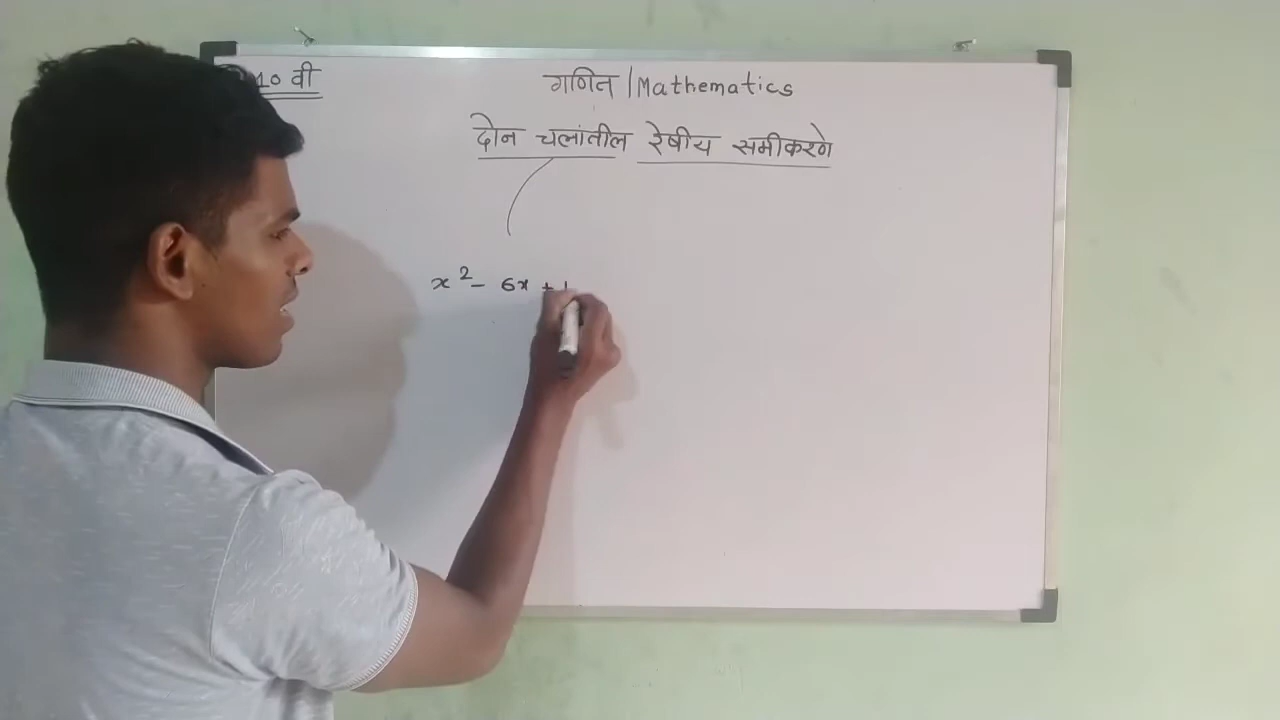 10 वी
गणित | Mathematics
दोन चलांतील रेषीय समीकरणे
x² - 6x +